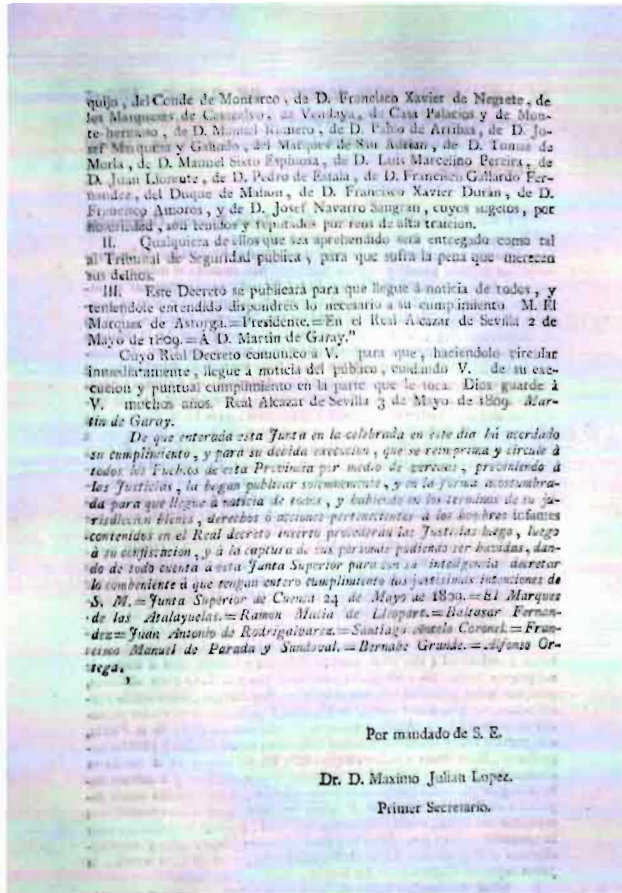 quijo, del Conde de Montarco, de D. Francisco Xavier de Negrete, de
los Marqueses de Casacalvo, de Vendaya, de Casa Palacios y de Mon-
te-hermoso, de D. Manuel Romero, de D. Pablo de Arribas, de D. Jo-
sef Marquez y Galindo, del Marques de San Adrian, de D. Tomas de
Morla, de D. Manuel Sixto Espinosa, de D. Luis Marcelino Pereira, de
D. Juan Llorente, de D. Pedro de Estala, de D. Francisco Gallardo Fer-
nandez, del Duque de Mahon, de D. Francisco Xavier Duran, de D.
Francisco Amoros, y de D. Josef Navarro Sangran, cuyos sugetos, por
notoriedad, son tenidos y reputados por reos de alta traicion.
II. Qualquiera de ellos que sea aprehendido será entregado como tal
al Tribunal de Seguridad pública, para que sufra la pena que merecen
sus delitos.
III. Este Decreto se publicará para que llegue á noticia de todos, y
tendreislo entendido dispondréis lo necesario a su cumplimiento. M. El
Marques de Astorga.=Presidente.=En el Real Alcazar de Sevilla 2 de
Mayo de 1809.=A D. Martin de Garay."
Cuyo Real Decreto comunico á V. para que, haciendolo circular
inmediatamente, llegue a noticia del público, cuidando V. de su exe-
cucion y puntual cumplimiento en la parte que le toca. Dios guarde á
V. muchos años. Real Alcazar de Sevilla 3 de Mayo de 1809. Mar-
tin de Garay.
De que enterada esta Junta en la celebrada en este dia há acordado
su cumplimiento, y para su debida execucion, que se reimprima y circule á
todos los Pueblos de esta Provincia por medio de veredas, previniendo á
las Justicias, la hagan publicar solemnemente, y en la forma acostumbra-
da para que llegue á noticia de todos, y habiendo en los terminos de su ju-
risdiccion bienes, derechos ó acciones pertenecientes á los hombres infames
contenidos en el Real decreto inserto procederán las Justicias luego, luego
á su confiscacion, y á la captura de sus personas pudiendo ser habidas, dan-
do de todo cuenta á esta Junta Superior para con su inteligencia decretar
lo combeniente á que tengan entero cumplimiento las justisimas intenciones de
S. M.=Junta Superior de Cuenca 24 de Mayo de 1809.=El Marques
de las Atalayuelas.=Ramon Macia de Lleopart.=Baltasar Fernan-
dez=Juan Antonio de Rodrigalvarez.=Santiago Antelo Coronel.=Fran-
cisco Manuel de Parada y Sandoval.=Bernabe Grande.=Alfonso Or-
tega.
Por mandado de S. E.
Dr. D. Maximo Julian Lopez.
Primer Secretario.